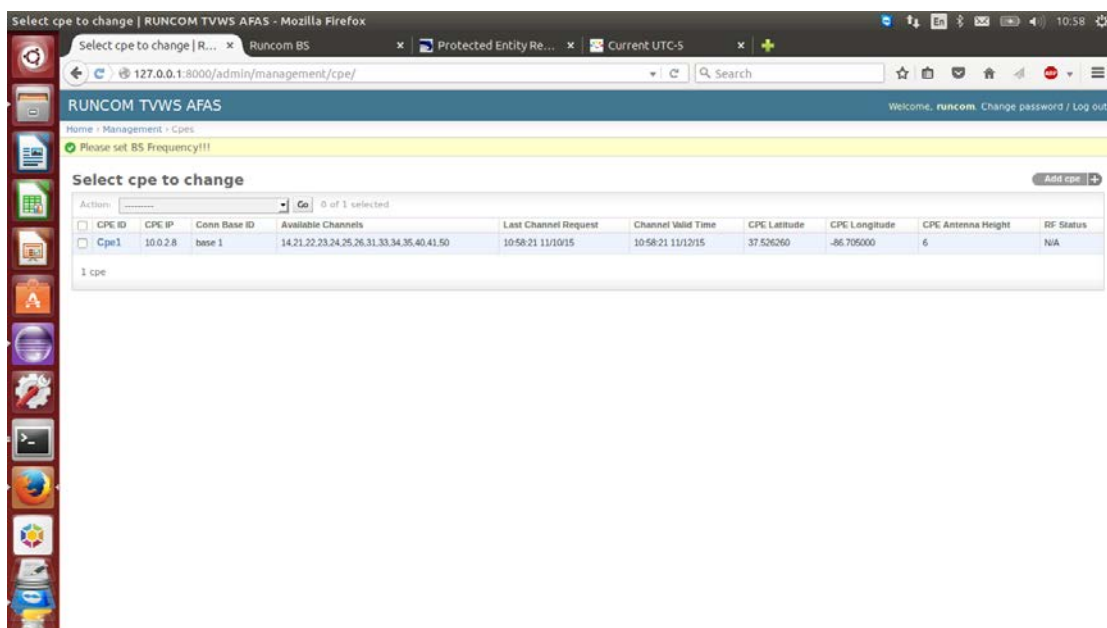 Select cpe to change | RUNCOM TVWS AFAS - Mozilla Firefox
En
10:58
Select cpe to change | R... × Runcom BS × Protected Entity Re... × Current UTC-5 ×
127.0.0.1:8000/admin/management/cpe/
Search
ABP
RUNCOM TVWS AFAS
Welcome, runcom. Change password / Log out
Home › Management › Cpes
Please set BS Frequency!!!
Select cpe to change
Add cpe +
Action: --------- Go 0 of 1 selected
CPE ID CPE IP Conn Base ID Available Channels Last Channel Request Channel Valid Time CPE Latitude CPE Longitude CPE Antenna Height RF Status
Cpe1 10.0.2.8 base 1 14,21,22,23,24,25,26,31,33,34,35,40,41,50 10:58:21 11/10/15 10:58:21 11/12/15 37.526260 -86.705000 6 N/A
1 cpe